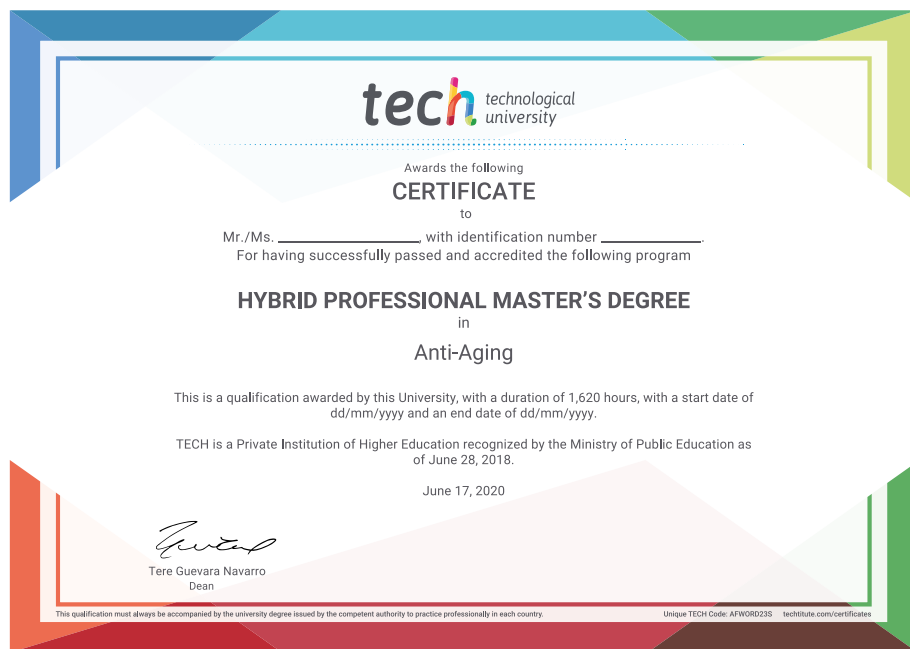 tech technological
university
Awards the following
CERTIFICATE
to
Mr./Ms. ____________, with identification number ____________.
For having successfully passed and accredited the following program
HYBRID PROFESSIONAL MASTER’S DEGREE
in
Anti-Aging
This is a qualification awarded by this University, with a duration of 1,620 hours, with a start date of
dd/mm/yyyy and an end date of dd/mm/yyyy.
TECH is a Private Institution of Higher Education recognized by the Ministry of Public Education as
of June 28, 2018.
June 17, 2020
Tere Guevara Navarro
Dean
This qualification must always be accompanied by the university degree issued by the competent authority to practice professionally in each country. Unique TECH Code: AFWORD23S techtitute.com/certificates